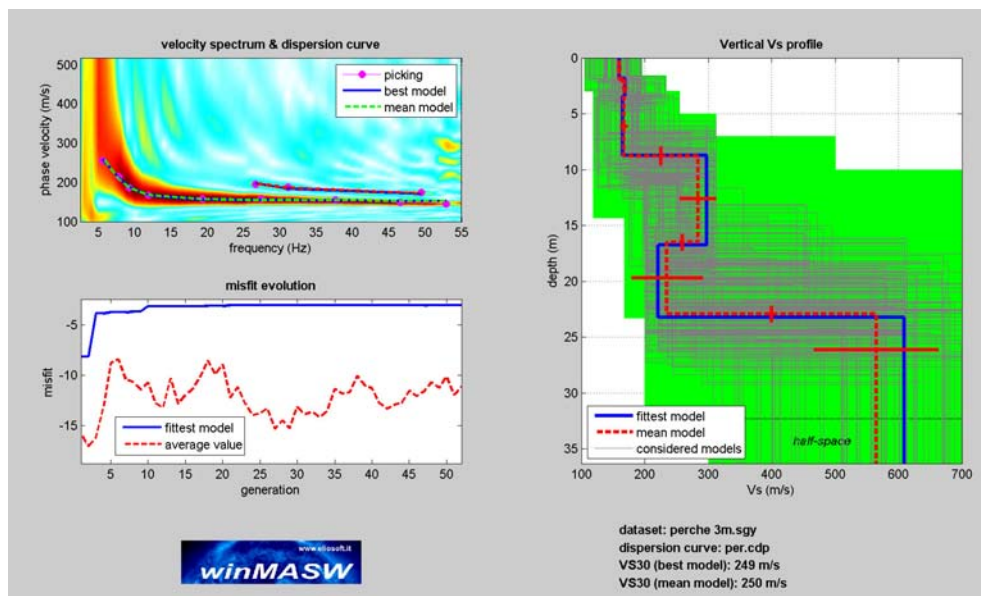 velocity spectrum & dispersion curve
500
400
300
200
100
phase velocity (m/s)
picking
best model
mean model
5
10
15
20
25
30
35
40
45
50
55
frequency (Hz)
misfit evolution
-5
-10
-15
misfit
fittest model
average value
5
10
15
20
25
30
35
40
45
50
generation
www.eliosoft.it
winMASW
Vertical Vs profile
0
5
10
15
20
25
30
35
depth (m)
fittest model
mean model
considered models
half-space
100
200
300
400
500
600
700
Vs (m/s)
dataset: perche 3m.sgy
dispersion curve: per.cdp
VS30 (best model): 249 m/s
VS30 (mean model): 250 m/s